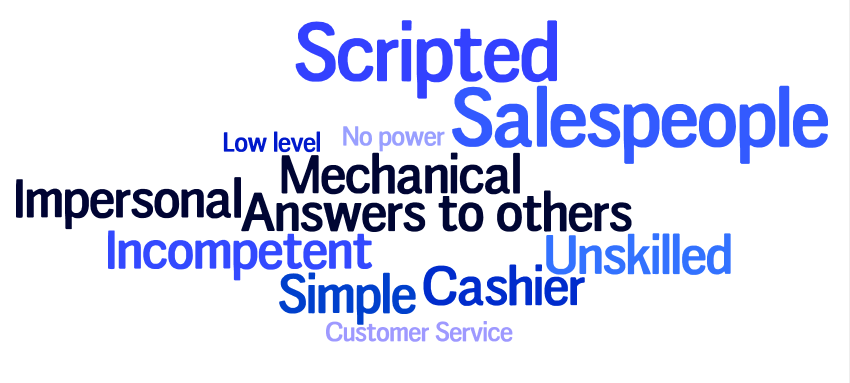 Scripted
Salespeople
Low level
No power
Mechanical
Impersonal
Answers to others
Incompetent
Unskilled
Simple
Cashier
Customer Service